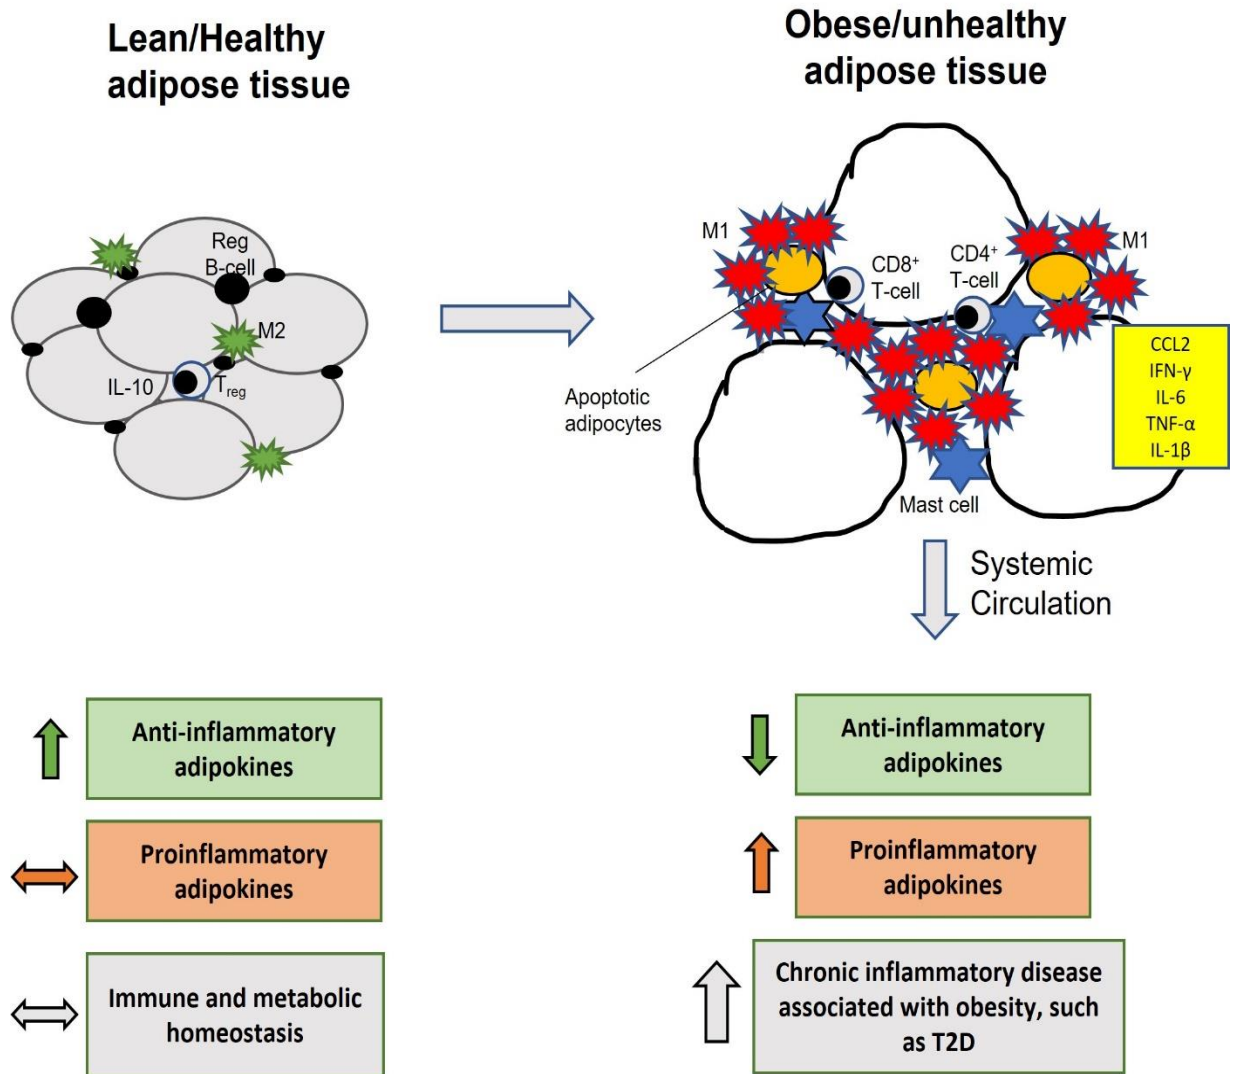 Lean/Healthy
adipose tissue
Obese/unhealthy
adipose tissue
Reg
B-cell
M2
IL-10
Treg
M1
CD8+
T-cell
CD4+
T-cell
M1
Apoptotic
adipocytes
CCL2
IFN-γ
IL-6
TNF-α
IL-1β
Mast cell
Systemic
Circulation
Anti-inflammatory
adipokines
Proinflammatory
adipokines
Immune and metabolic
homeostasis
Anti-inflammatory
adipokines
Proinflammatory
adipokines
Chronic inflammatory disease
associated with obesity, such
as T2D